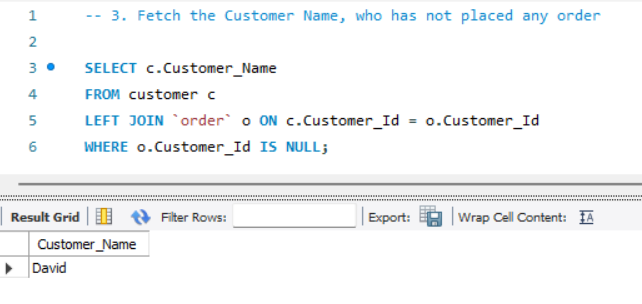 1 -- 3. Fetch the Customer Name, who has not placed any order
2
3 SELECT c.Customer_Name
4 FROM customer c
5 LEFT JOIN `order` o ON c.Customer_Id = o.Customer_Id
6 WHERE o.Customer_Id IS NULL;
Result Grid Filter Rows: Export: Wrap Cell Content: IA
Customer_Name
David